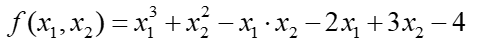 f(x₁,x₂) = x₁³ + x₂² − x₁·x₂ − 2x₁ + 3x₂ − 4